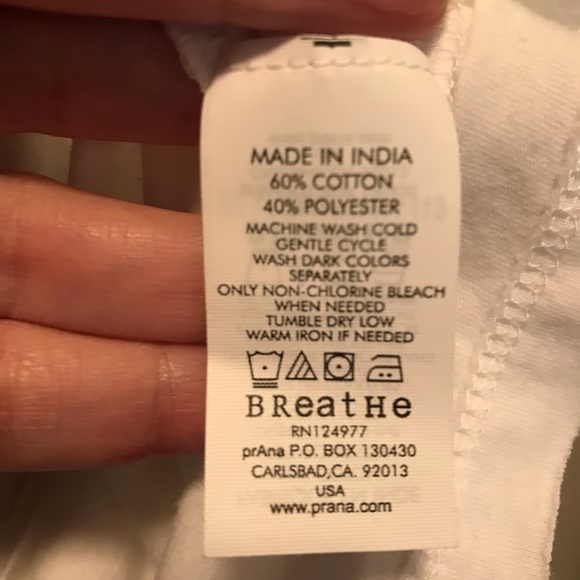 MADE IN INDIA
60% COTTON
40% POLYESTER
MACHINE WASH COLD
GENTLE CYCLE
WASH DARK COLORS
SEPARATELY
ONLY NON-CHLORINE BLEACH
WHEN NEEDED
TUMBLE DRY LOW
WARM IRON IF NEEDED
BReatHe
RN124977
prAna P.O. BOX 130430
CARLSBAD,CA. 92013
USA
www.prana.com